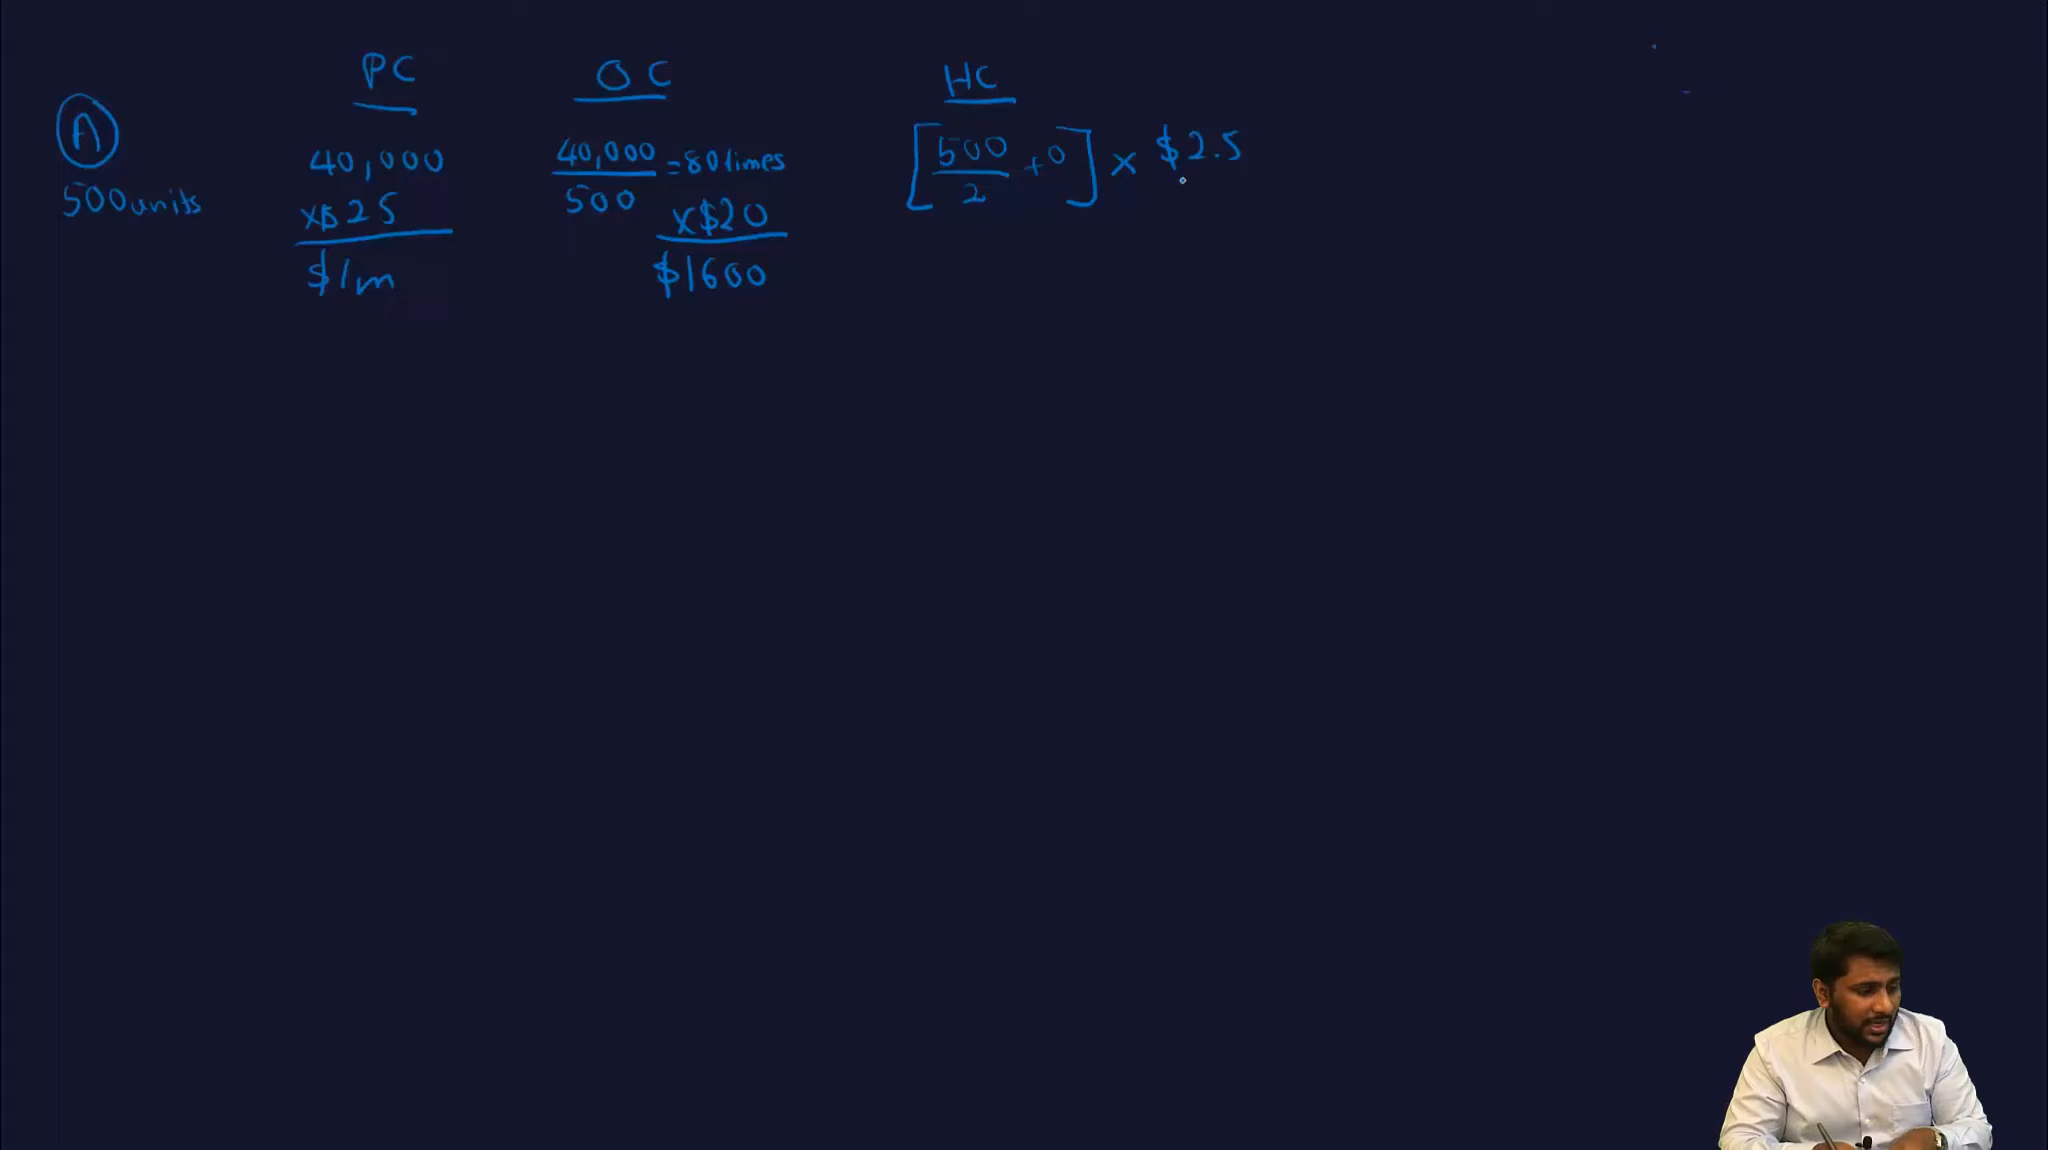 PC OC HC
A
500 units
40,000
x$25
$1m
40,000 = 80 times
500
x$20
$1600
[500/2 + 0] x $2.5